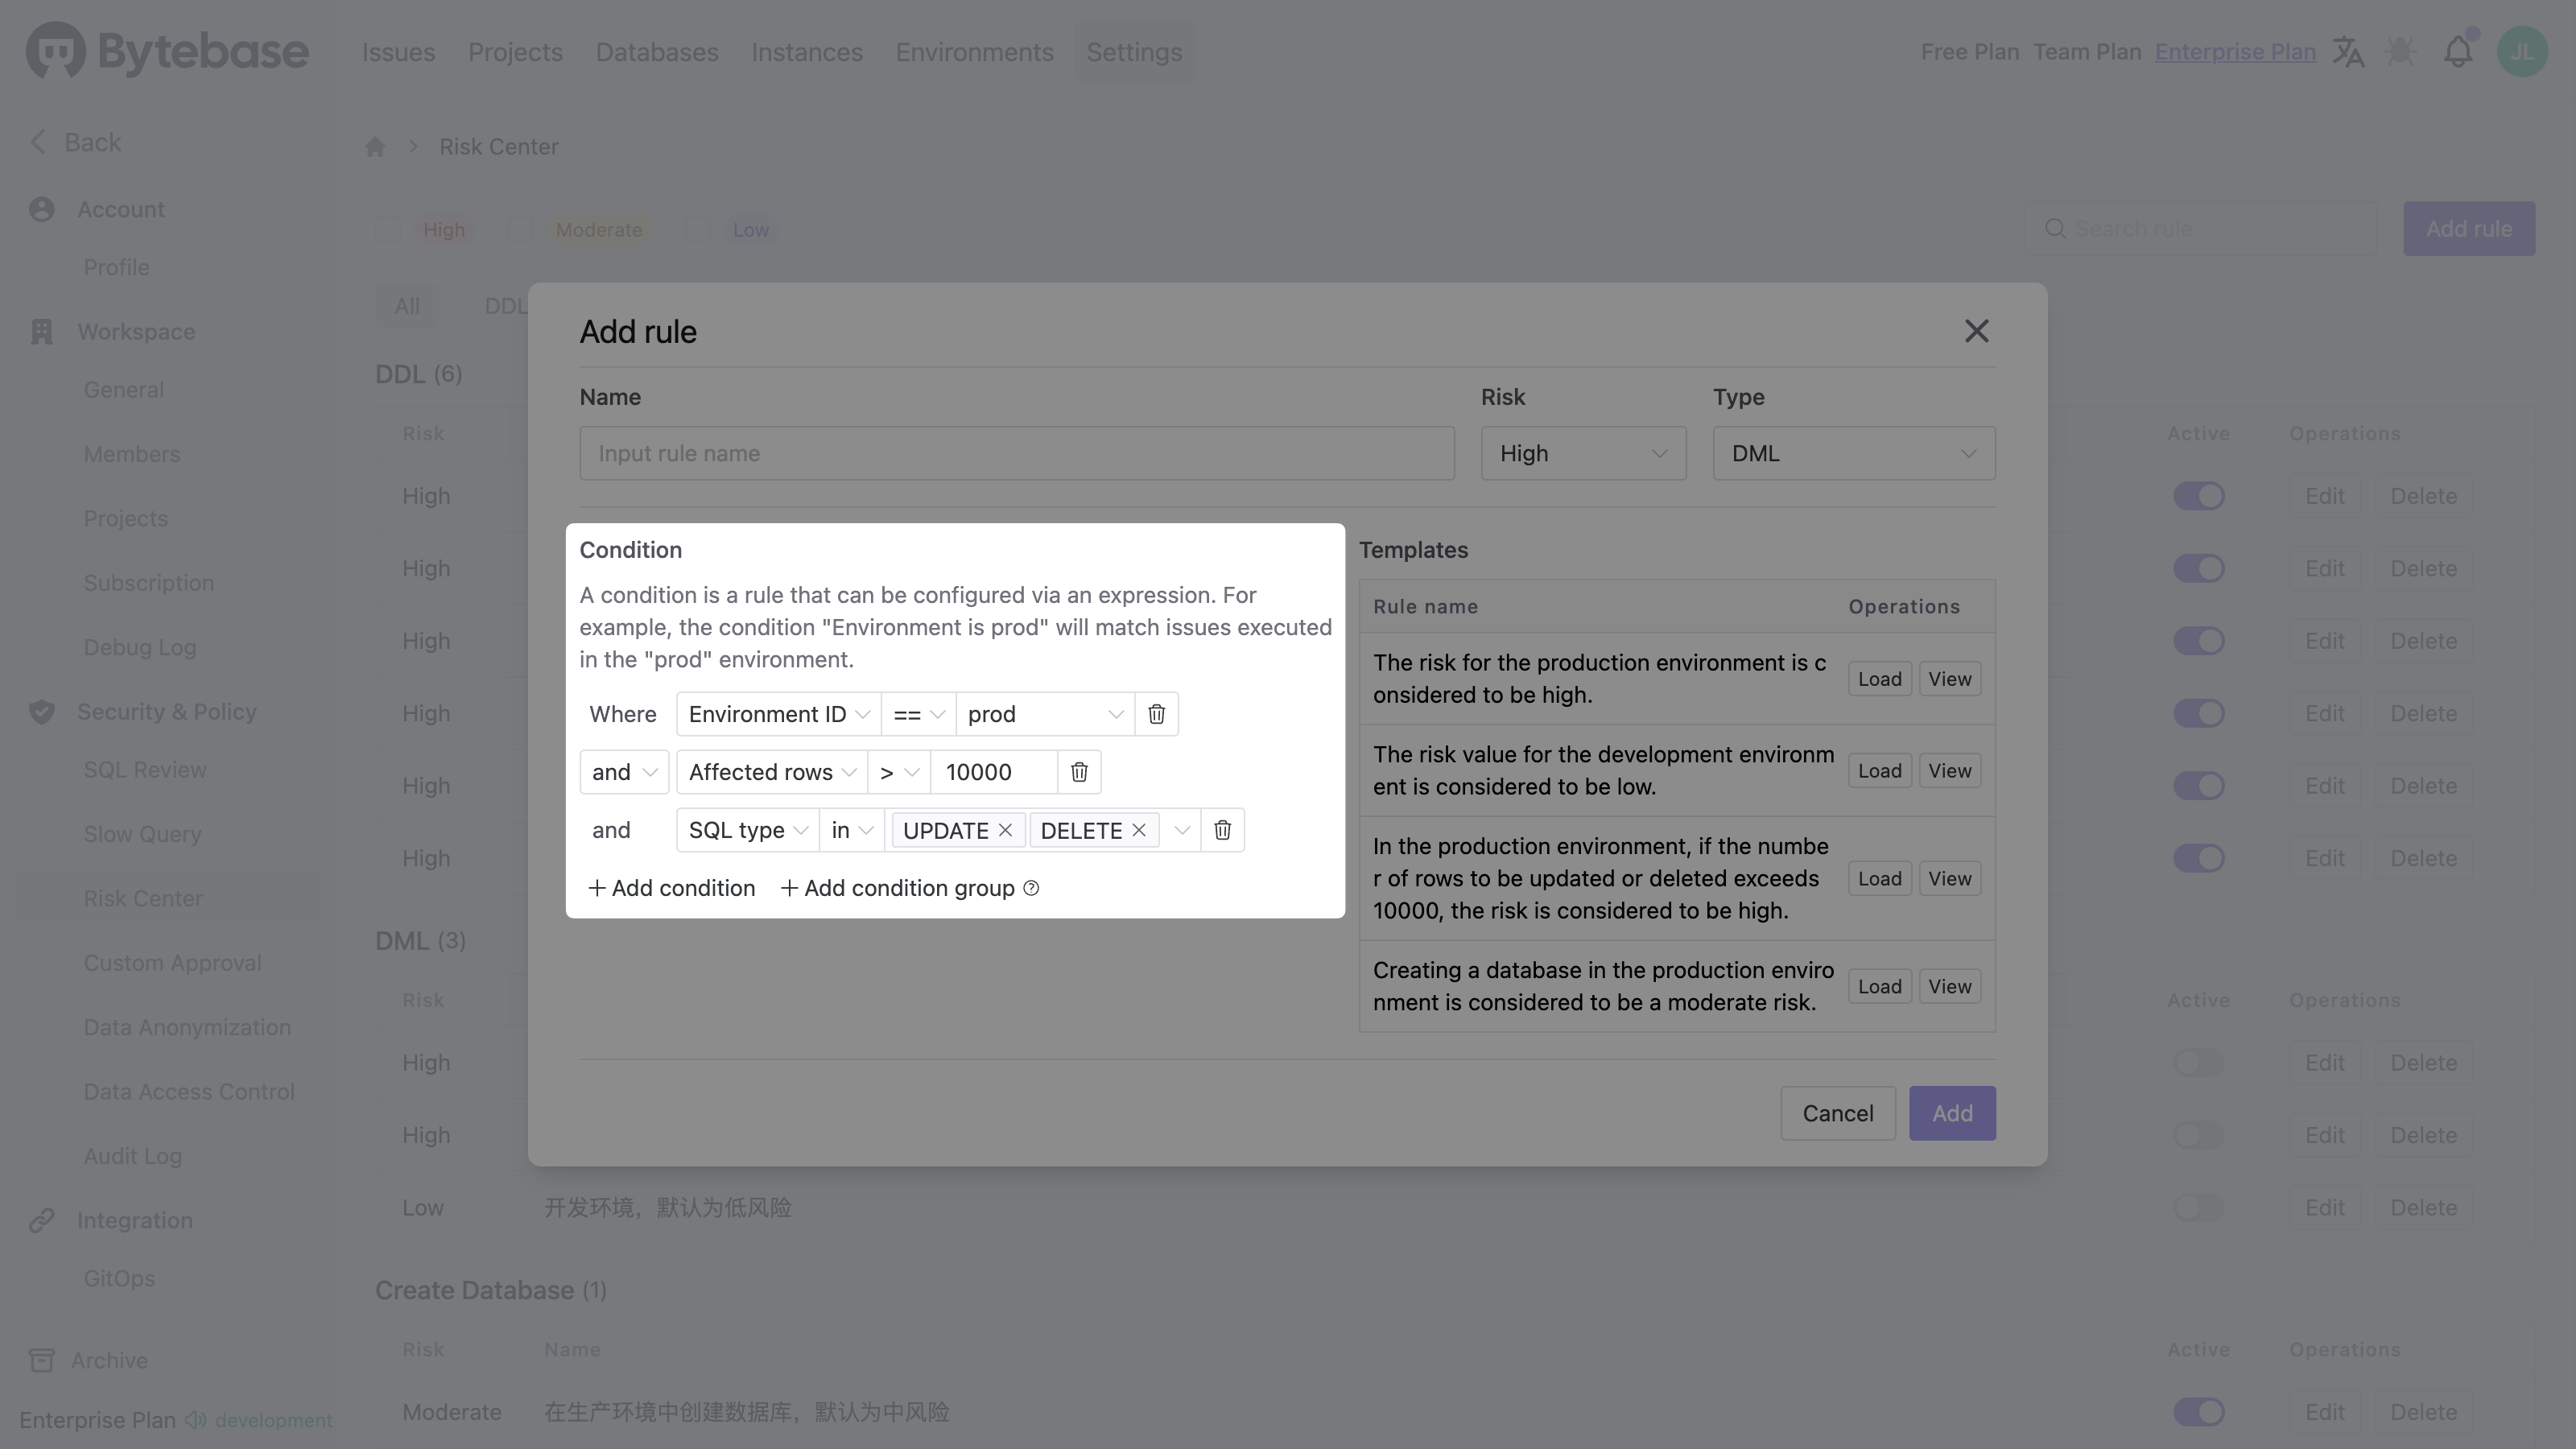 Bytebase Issues Projects Databases Instances Environments Settings Free Plan Team Plan Enterprise Plan JL
Back
Account
Profile
Workspace
General
Members
Projects
Subscription
Debug Log
Security & Policy
SQL Review
Slow Query
Risk Center
Custom Approval
Data Anonymization
Data Access Control
Audit Log
Integration
GitOps
Archive
Enterprise Plan development
Risk Center
High Moderate Low Search rule Add rule
All DDL
DDL (6)
Risk Active Operations
High Edit Delete
High Edit Delete
High Edit Delete
High Edit Delete
High Edit Delete
High Edit Delete
DML (3)
Risk Active Operations
High Edit Delete
High Edit Delete
Low 开发环境，默认为低风险 Edit Delete
Create Database (1)
Risk Name Active Operations
Moderate 在生产环境中创建数据库，默认为中风险 Edit Delete
Add rule
Name Risk Type
Input rule name High DML
Condition
A condition is a rule that can be configured via an expression. For
example, the condition "Environment is prod" will match issues executed
in the "prod" environment.
Where Environment ID == prod
and Affected rows > 10000
and SQL type in UPDATE DELETE
Add condition Add condition group
Templates
Rule name Operations
The risk for the production environment is c
onsidered to be high.
Load View
The risk value for the development environm
ent is considered to be low.
Load View
In the production environment, if the numbe
r of rows to be updated or deleted exceeds
10000, the risk is considered to be high.
Load View
Creating a database in the production enviro
nment is considered to be a moderate risk.
Load View
Cancel Add